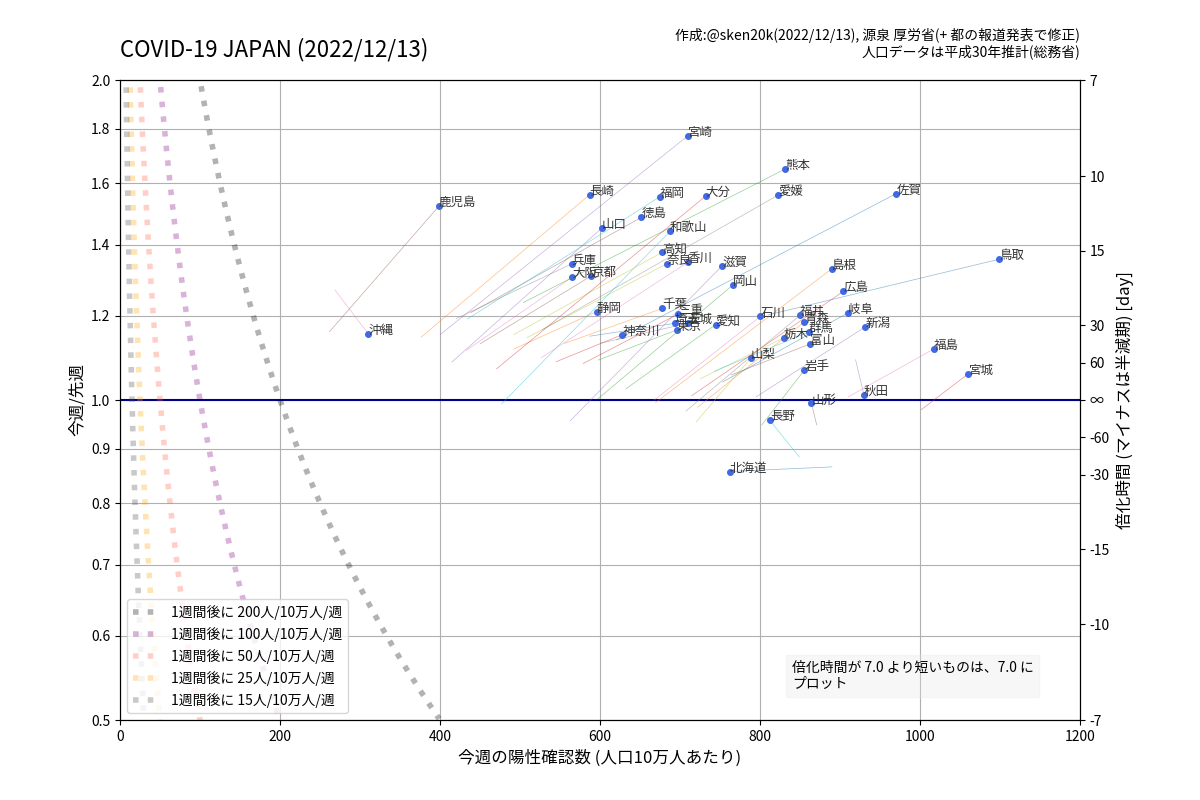 COVID-19 JAPAN (2022/12/13)
作成:@sken20k(2022/12/13), 源泉 厚労省(+ 都の報道発表で修正)
人口データは平成30年推計(総務省)
2.0
1.8
1.6
1.4
1.2
1.0
0.9
0.8
0.7
0.6
0.5
今週/先週
7
10
15
30
60
∞
-60
-30
-15
-10
-7
倍化時間 (マイナスは半減期) [day]
宮崎
熊本
鹿児島
長崎
福岡
大分
愛媛
佐賀
徳島
山口
和歌山
高知
奈良
香川
兵庫
大阪
京都
滋賀
岡山
島根
鳥取
広島
静岡
千葉
三重
石川
福井
岐阜
沖縄
神奈川
愛知
新潟
栃木
群馬
富山
山梨
福島
岩手
宮城
秋田
山形
長野
北海道
1週間後に 200人/10万人/週
1週間後に 100人/10万人/週
1週間後に 50人/10万人/週
1週間後に 25人/10万人/週
1週間後に 15人/10万人/週
倍化時間が 7.0 より短いものは、7.0 に
プロット
0
200
400
600
800
1000
1200
今週の陽性確認数 (人口10万人あたり)